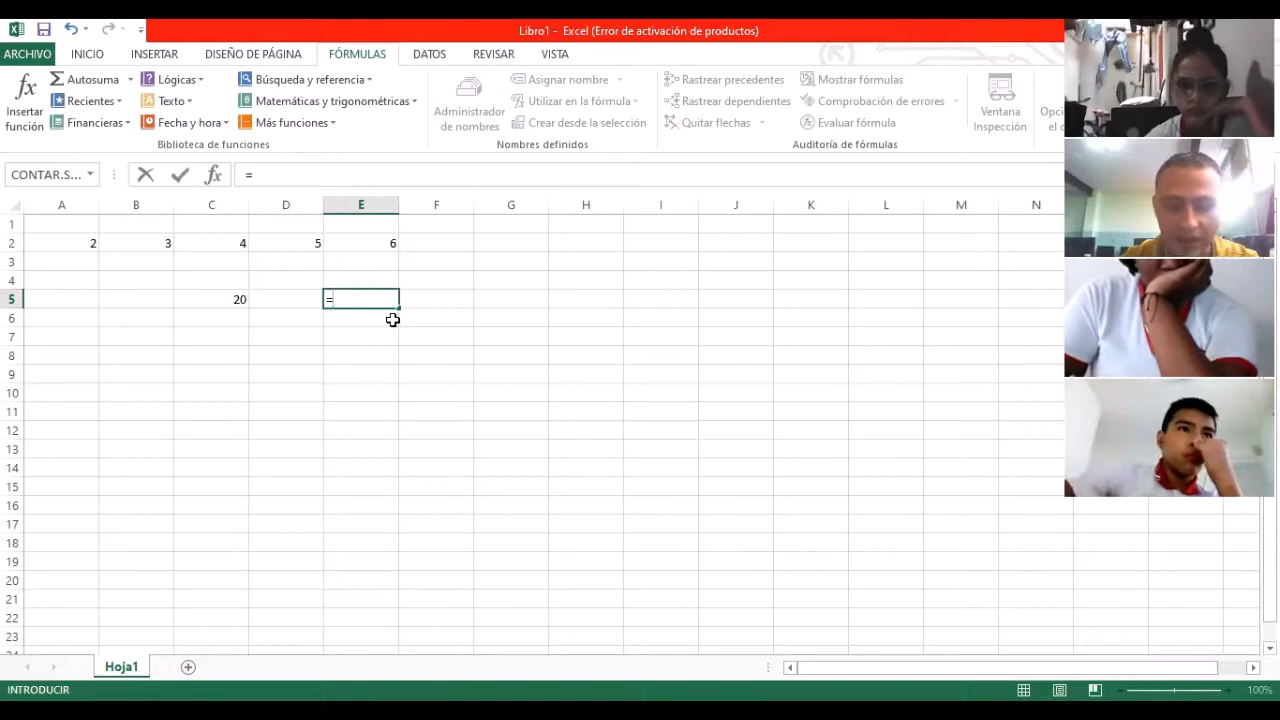 Libro1 - Excel (Error de activación de productos)
ARCHIVO INICIO INSERTAR DISEÑO DE PÁGINA FÓRMULAS DATOS REVISAR VISTA
fx Insertar función
Autosuma Lógicas Búsqueda y referencia
Recientes Texto Matemáticas y trigonométricas
Financieras Fecha y hora Más funciones
Biblioteca de funciones
Administrador de nombres
Asignar nombre
Utilizar en la fórmula
Crear desde la selección
Nombres definidos
Rastrear precedentes Mostrar fórmulas
Rastrear dependientes Comprobación de errores
Quitar flechas Evaluar fórmula
Auditoría de fórmulas
Ventana Inspección
CONTAR.S... fx =
A B C D E F G H I J K L M N
1
2 2 3 4 5 6
3
4
5 20 =
6
7
8
9
10
11
12
13
14
15
16
17
18
19
20
21
22
23
Hoja1
INTRODUCIR 100%